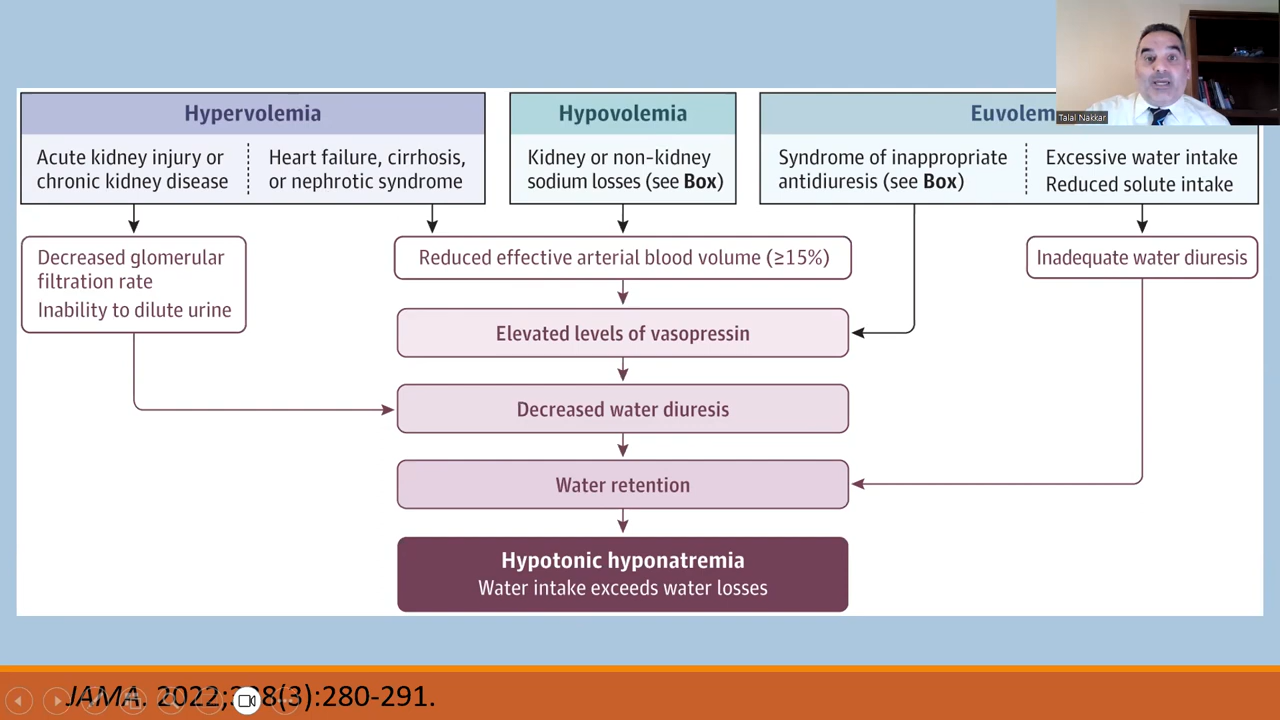 Hypervolemia
Acute kidney injury or
chronic kidney disease
Heart failure, cirrhosis,
or nephrotic syndrome
Hypovolemia
Kidney or non-kidney
sodium losses (see Box)
Euvolem
Syndrome of inappropriate
antidiuresis (see Box)
Excessive water intake
Reduced solute intake
Talal Nakkar
Decreased glomerular
filtration rate
Inability to dilute urine
Reduced effective arterial blood volume (≥15%)
Inadequate water diuresis
Elevated levels of vasopressin
Decreased water diuresis
Water retention
Hypotonic hyponatremia
Water intake exceeds water losses
JAMA. 2022;328(3):280-291.